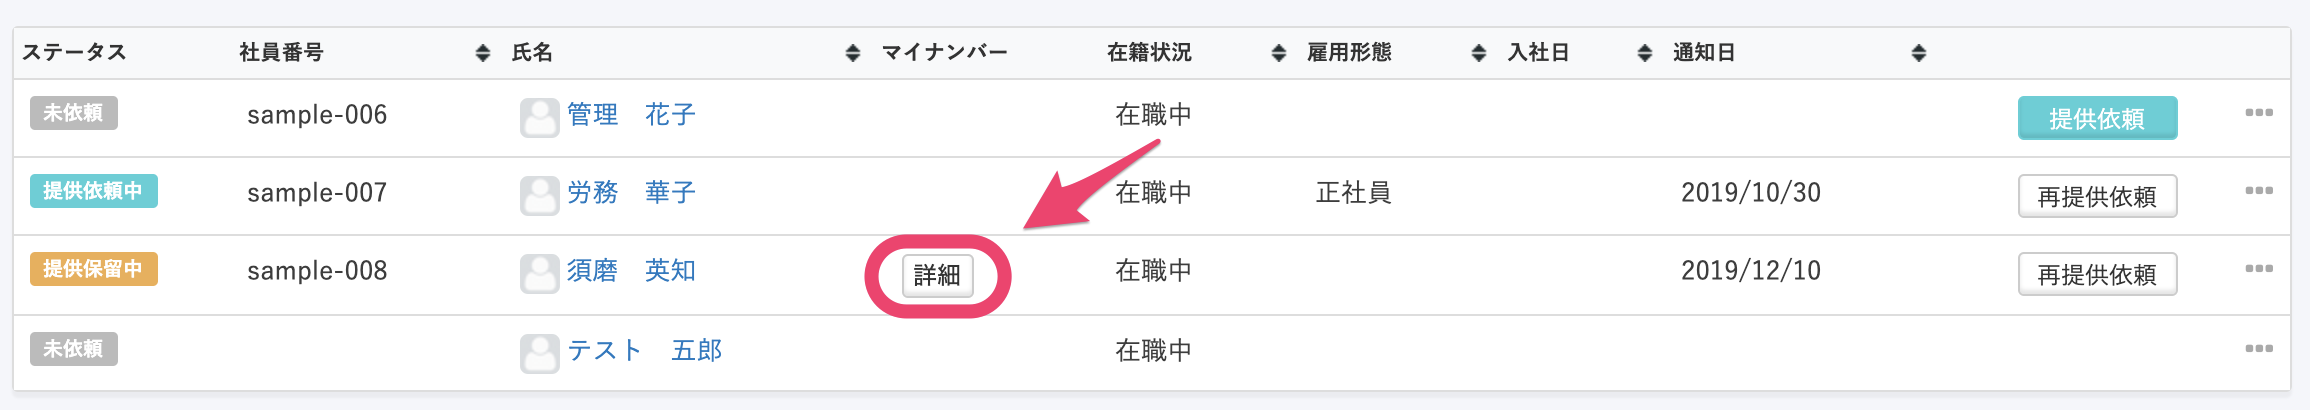 ステータス 社員番号 氏名 マイナンバー 在籍状況 雇用形態 入社日 通知日
未依頼 sample-006 管理　花子 在職中 提供依頼
提供依頼中 sample-007 労務　華子 在職中 正社員 2019/10/30 再提供依頼
提供保留中 sample-008 須磨　英知 詳細 在職中 2019/12/10 再提供依頼
未依頼 テスト　五郎 在職中